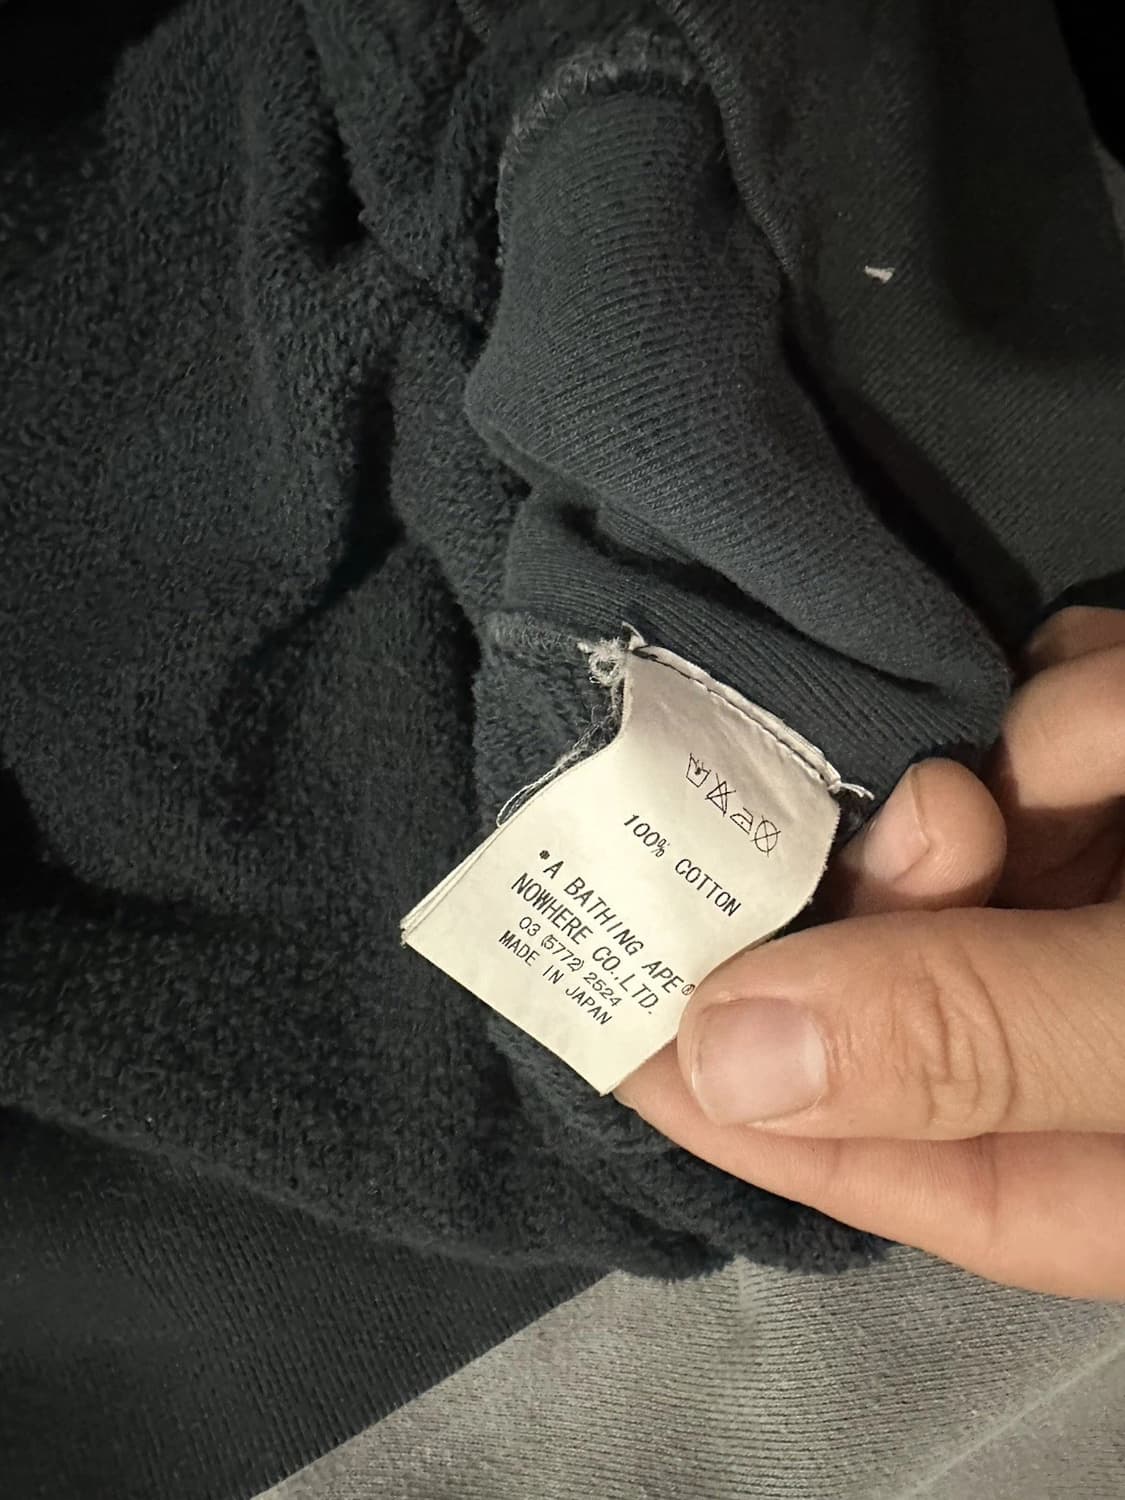 100% COTTON
•A BATHING APE®
NOWHERE CO.,LTD.
03 (5772) 2524
MADE IN JAPAN